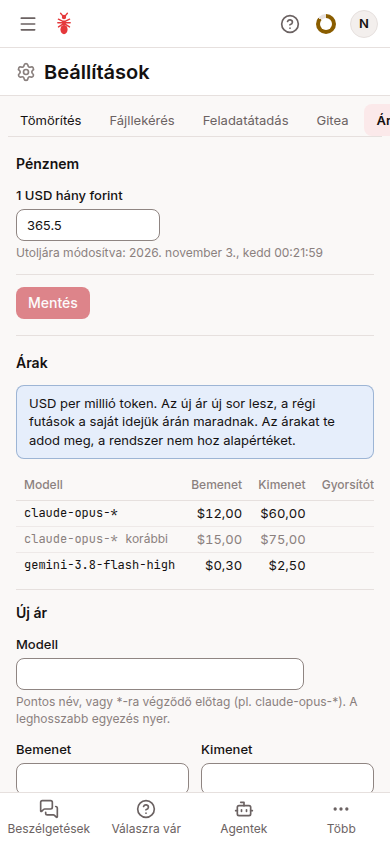 N
Beállítások
Tömörítés Fájllekérés Feladatátadás Gitea
Pénznem
1 USD hány forint
365.5
Utoljára módosítva: 2026. november 3., kedd 00:21:59
Mentés
Árak
USD per millió token. Az új ár új sor lesz, a régi
futások a saját idejük árán maradnak. Az árakat te
adod meg, a rendszer nem hoz alapértéket.
Modell Bemenet Kimenet Gyorsítót
claude-opus-* $12,00 $60,00
claude-opus-* korábbi $15,00 $75,00
gemini-3.8-flash-high $0,30 $2,50
Új ár
Modell
Pontos név, vagy *-ra végződő előtag (pl. claude-opus-*). A
leghosszabb egyezés nyer.
Bemenet Kimenet
Beszélgetések Válaszra vár Agentek Több